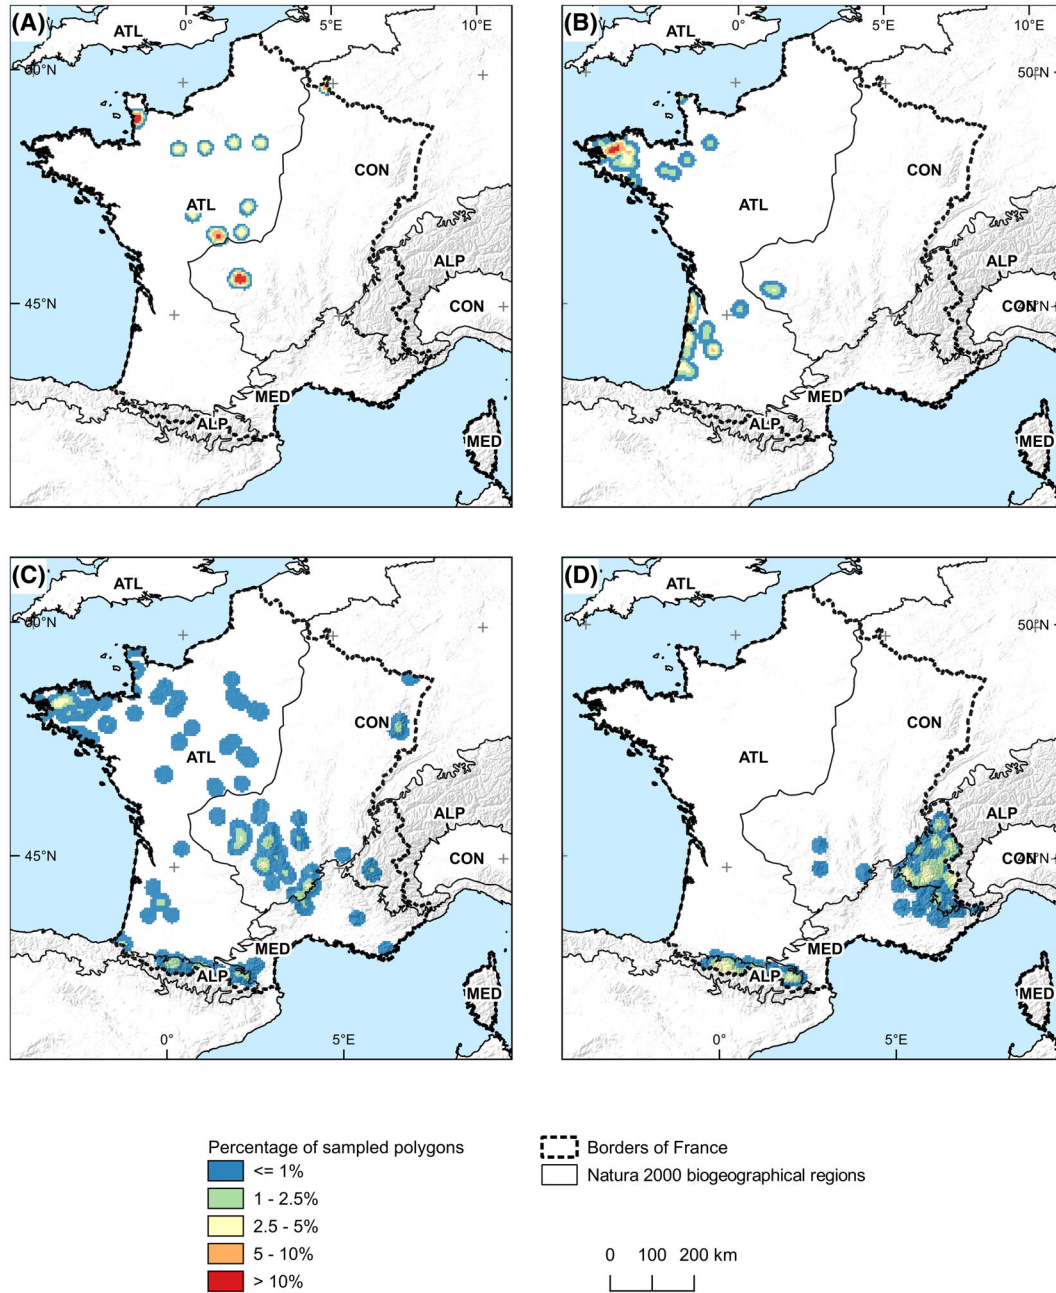 (A)
ATL
0°
5°E
10°E
50°N
CON
ATL
ALP
45°N
CON
MED
ALP
MED
(B)
ATL
0°
5°E
10°E
50°N
CON
ATL
ALP
CON
MED
ALP
MED
(C)
ATL
50°N
CON
ATL
ALP
45°N
CON
MED
ALP
MED
0°
5°E
(D)
ATL
50°N
CON
ATL
ALP
CON
MED
ALP
MED
0°
5°E
Percentage of sampled polygons
<= 1%
1 - 2.5%
2.5 - 5%
5 - 10%
> 10%
Borders of France
Natura 2000 biogeographical regions
0 100 200 km